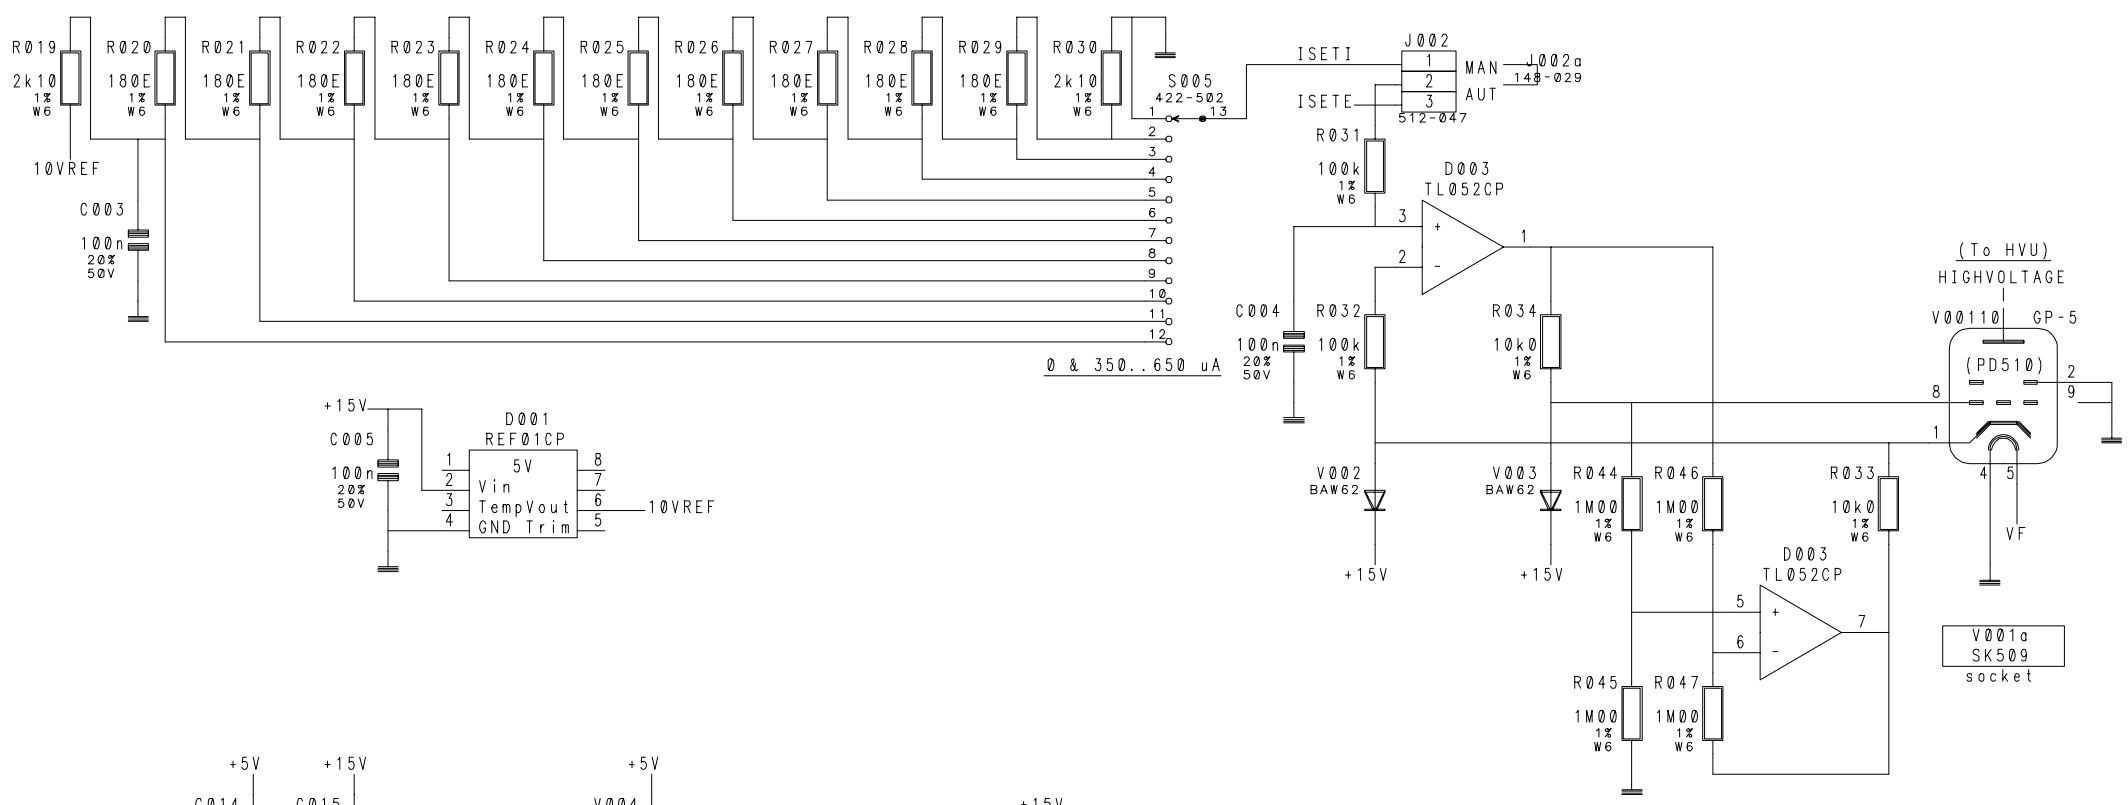 R019
2k10
1%
W6
R020
180E
1%
W6
R021
180E
1%
W6
R022
180E
1%
W6
R023
180E
1%
W6
R024
180E
1%
W6
R025
180E
1%
W6
R026
180E
1%
W6
R027
180E
1%
W6
R028
180E
1%
W6
R029
180E
1%
W6
R030
2k10
1%
W6
10VREF
C003
100n
20%
50V
S005
422-502
1
13
2
3
4
5
6
7
8
9
10
11
12
0 & 350..650 uA
ISETI
ISETE
J002
1
2
3
512-047
MAN
AUT
J002a
148-029
R031
100k
1%
W6
D003
TL052CP
3
+
2
-
1
C004
100n
20%
50V
R032
100k
1%
W6
R034
10k0
1%
W6
(To HVU)
HIGHVOLTAGE
V00110
GP-5
(PD510)
8
1
2
9
4
5
VF
V002
BAW62
+15V
V003
BAW62
+15V
R044
1M00
1%
W6
R046
1M00
1%
W6
R033
10k0
1%
W6
D003
TL052CP
5
+
6
-
7
R045
1M00
1%
W6
R047
1M00
1%
W6
V001a
SK509
socket
+15V
C005
100n
20%
50V
D001
REF01CP
5V
1
2
3
4
Vin
TempVout
GND Trim
8
7
6
5
10VREF
+5V
C014
+15V
C015
+5V
V004
+15V